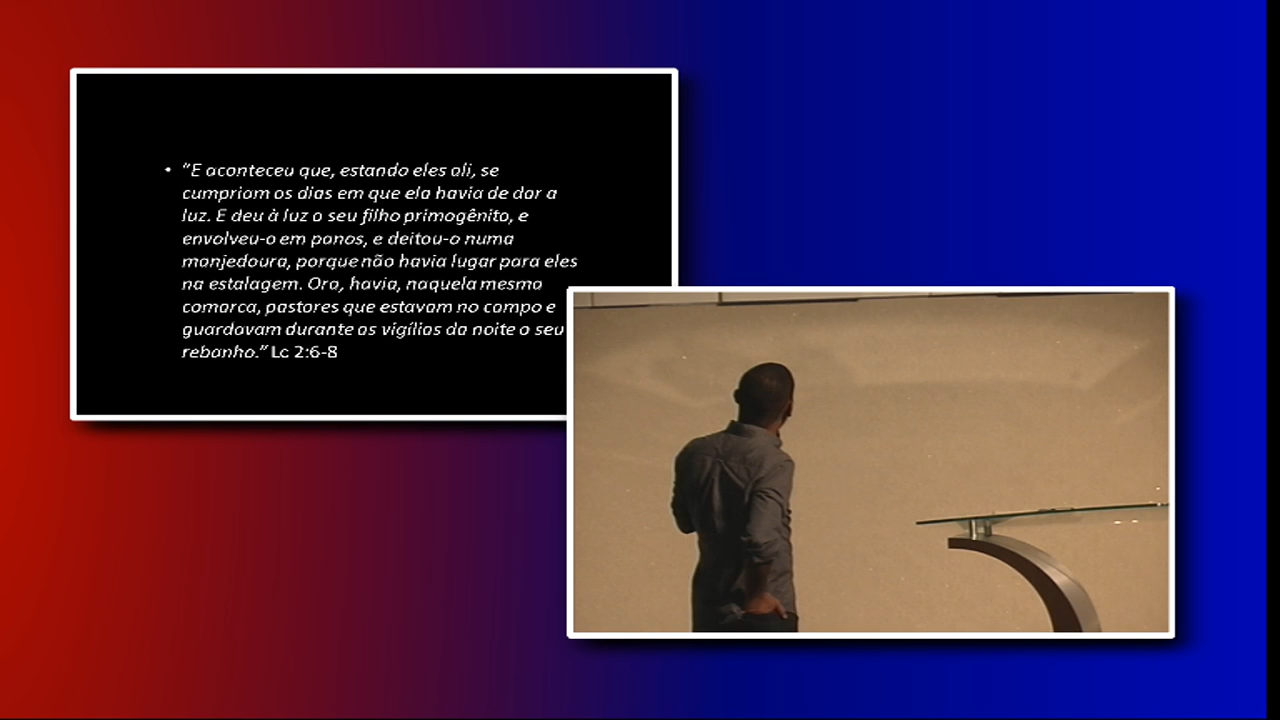 • "E aconteceu que, estando eles ali, se
cumpriam os dias em que ela havia de dar a
luz. E deu à luz o seu filho primogênito, e
envolveu-o em panos, e deitou-o numa
manjedoura, porque não havia lugar para eles
na estalagem. Ora, havia, naquela mesma
comarca, pastores que estavam no campo e
guardavam durante as vigílias da noite o seu
rebanho." Lc 2:6-8